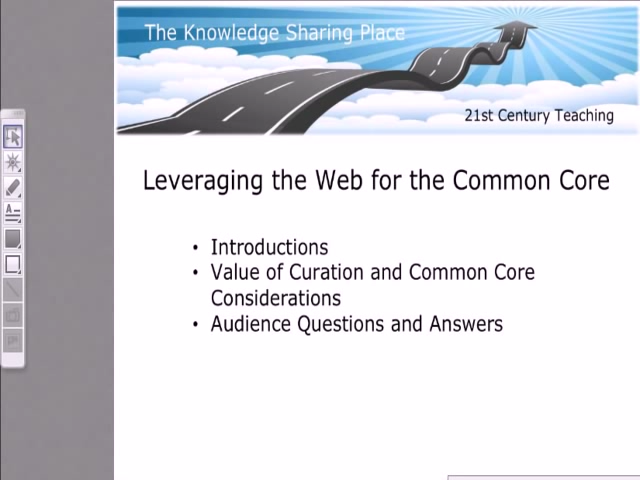 The Knowledge Sharing Place
21st Century Teaching
Leveraging the Web for the Common Core
• Introductions
• Value of Curation and Common Core
Considerations
• Audience Questions and Answers